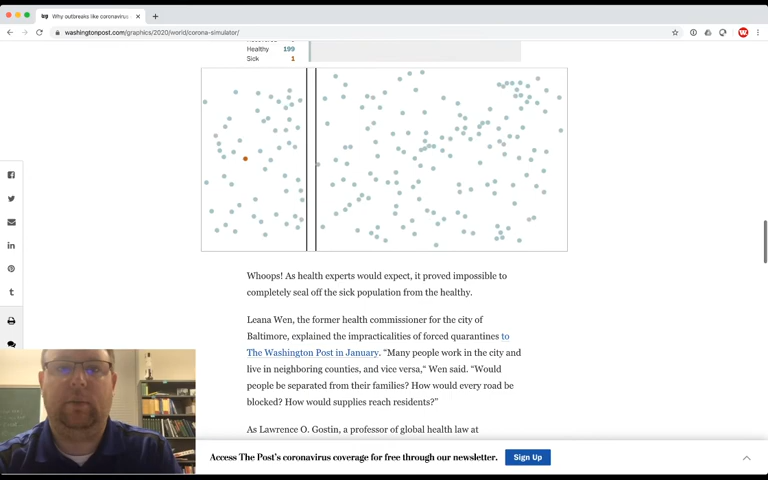 Why outbreaks like coronavirus
washingtonpost.com/graphics/2020/world/corona-simulator/
Healthy 199
Sick 1
Whoops! As health experts would expect, it proved impossible to
completely seal off the sick population from the healthy.
Leana Wen, the former health commissioner for the city of
Baltimore, explained the impracticalities of forced quarantines to
The Washington Post in January. “Many people work in the city and
live in neighboring counties, and vice versa,“ Wen said. “Would
people be separated from their families? How would every road be
blocked? How would supplies reach residents?”
As Lawrence O. Gostin, a professor of global health law at
Access The Post's coronavirus coverage for free through our newsletter. Sign Up